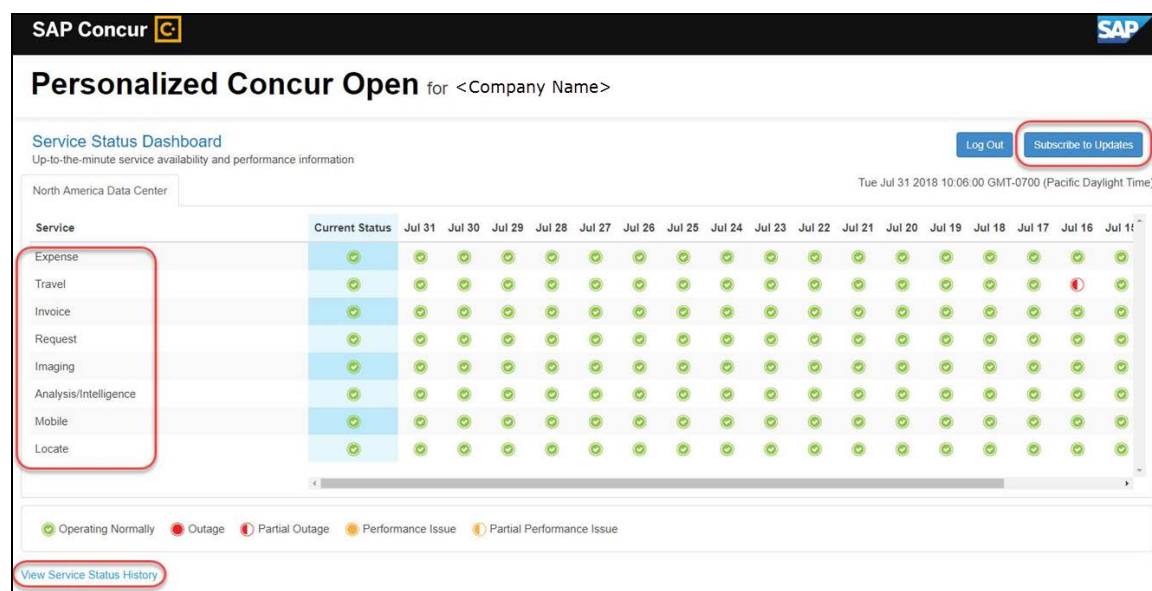 SAP Concur C.
SAP
Personalized Concur Open for <Company Name>
Service Status Dashboard
Up-to-the-minute service availability and performance information
Log Out
Subscribe to Updates
North America Data Center
Tue Jul 31 2018 10:06:00 GMT-0700 (Pacific Daylight Time)
Service Current Status Jul 31 Jul 30 Jul 29 Jul 28 Jul 27 Jul 26 Jul 25 Jul 24 Jul 23 Jul 22 Jul 21 Jul 20 Jul 19 Jul 18 Jul 17 Jul 16 Jul 15
Expense
Travel
Invoice
Request
Imaging
Analysis/Intelligence
Mobile
Locate
Operating Normally Outage Partial Outage Performance Issue Partial Performance Issue
View Service Status History